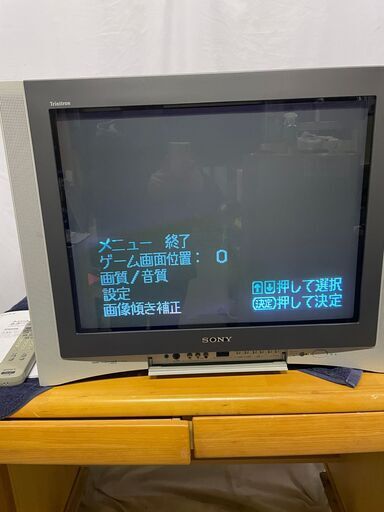 Trinitron
メニュー 終了
ゲーム画面位置： 0
画質/音質
設定
画像傾き補正
⬆⬇押して選択
決定押して決定
SONY